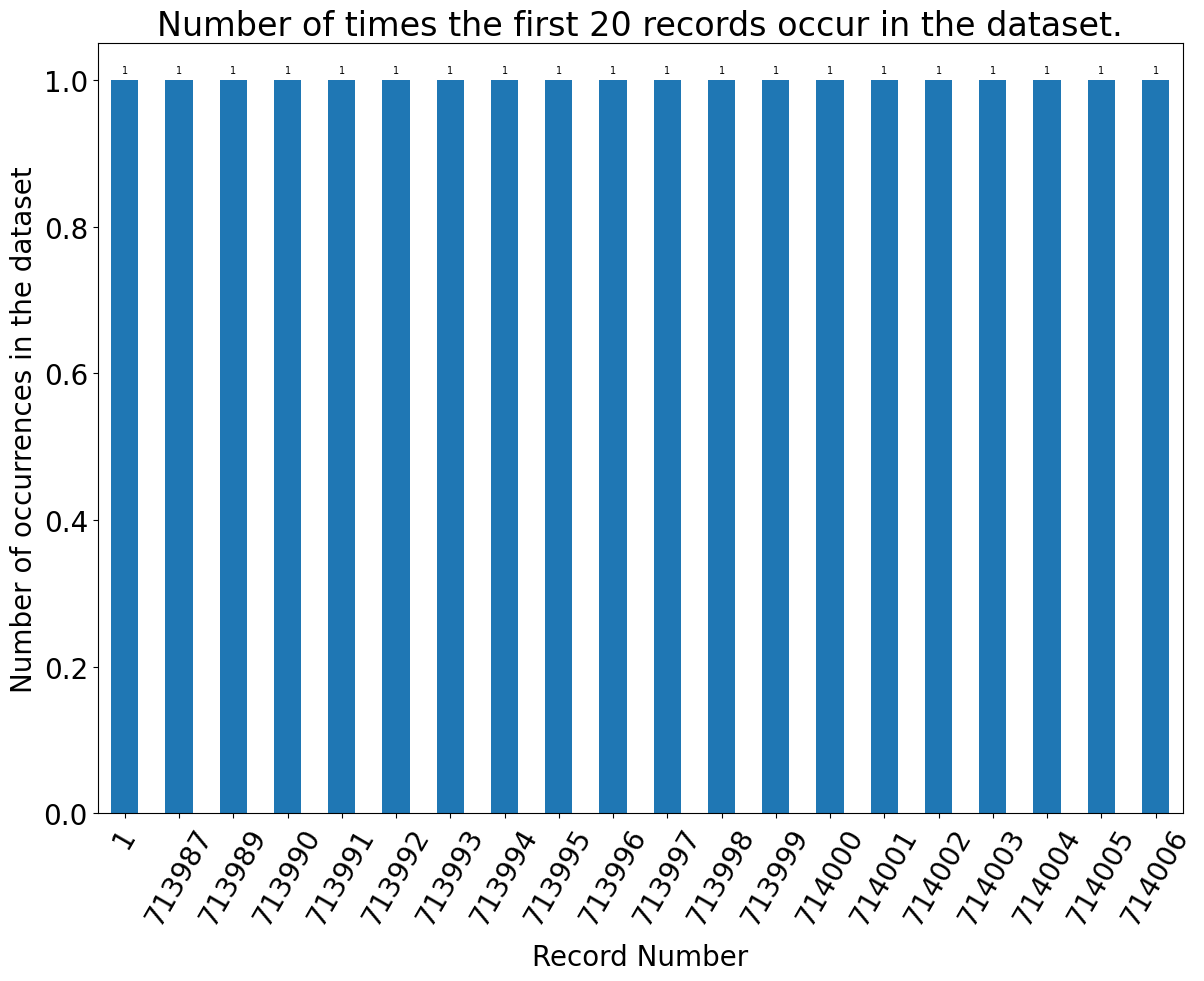 Number of times the first 20 records occur in the dataset.
1 1 1 1 1 1 1 1 1 1 1 1 1 1 1 1 1 1 1 1
1.0
0.8
0.6
0.4
0.2
0.0
Number of occurrences in the dataset
1 713987 713989 713990 713991 713992 713993 713994 713995 713996 713997 713998 713999 714000 714001 714002 714003 714004 714005 714006
Record Number